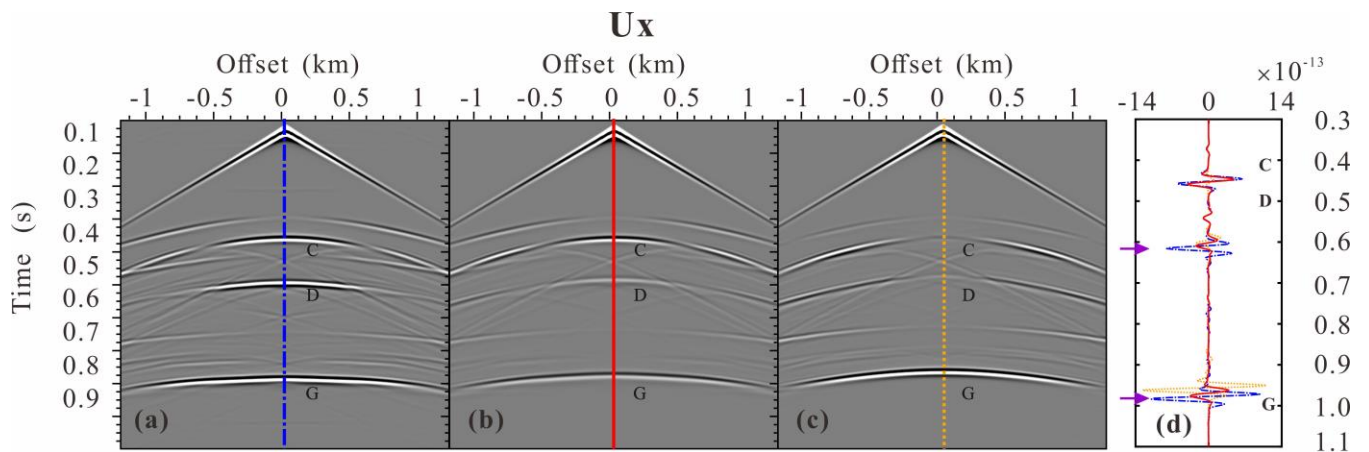 Ux
Offset (km) Offset (km) Offset (km) ×10-13
-1 -0.5 0 0.5 1 -1 -0.5 0 0.5 1 -1 -0.5 0 0.5 1 -14 0 14
Time (s)
0.1 0.3
0.2 0.4
0.3 0.5
0.4 0.6
0.5 0.7
0.6 0.8
0.7 0.9
0.8 1.0
0.9 1.1
C C C C
D D D D
G G G G
(a) (b) (c) (d)